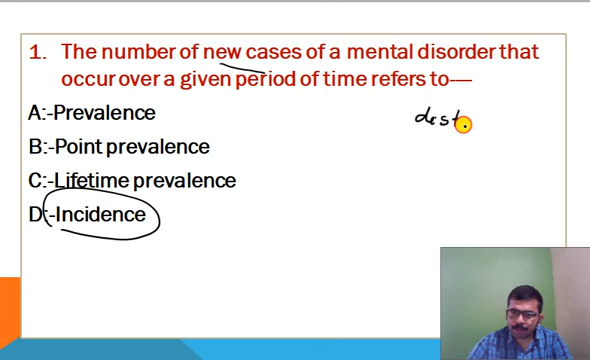 1. The number of new cases of a mental disorder that
occur over a given period of time refers to----
A:-Prevalence
B:-Point prevalence
dist
C:-Lifetime prevalence
D:-Incidence